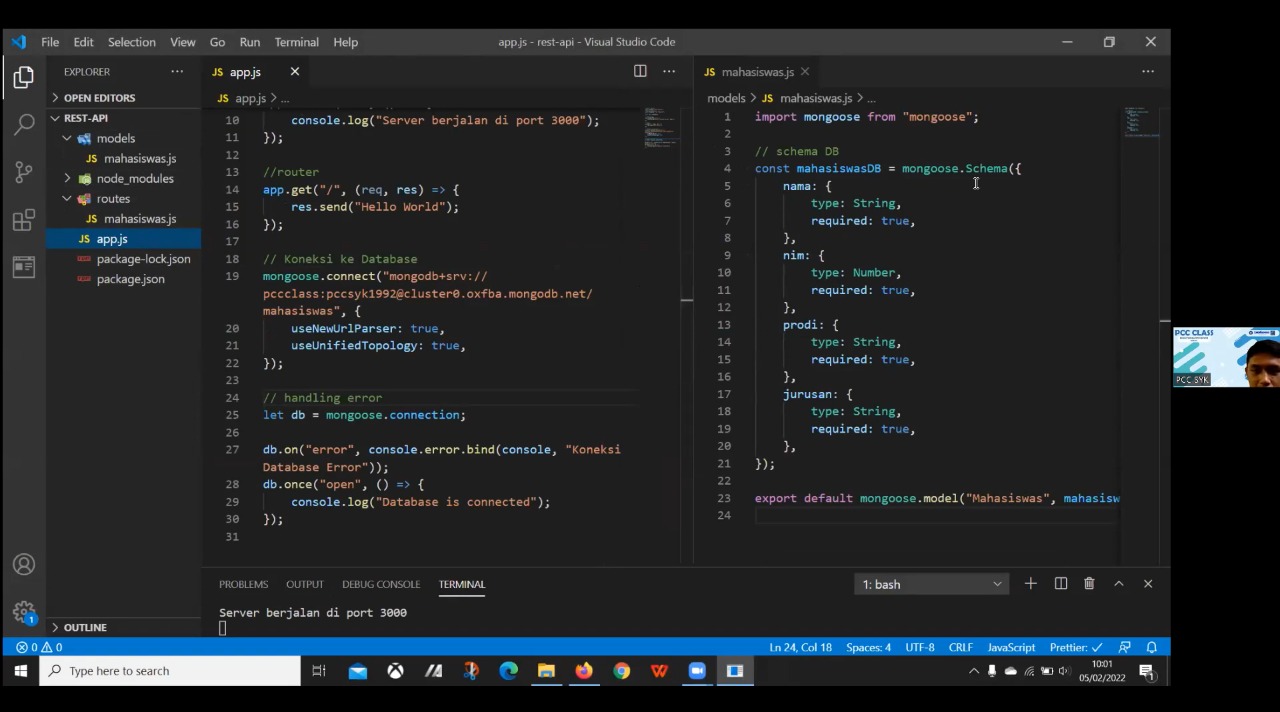 File Edit Selection View Go Run Terminal Help
app.js - rest-api - Visual Studio Code
EXPLORER
OPEN EDITORS
REST-API
models
JS mahasiswas.js
node_modules
routes
JS mahasiswas.js
JS app.js
package-lock.json
package.json
OUTLINE
JS app.js
JS app.js > ...
10 console.log("Server berjalan di port 3000");
11 });
12
13 //router
14 app.get("/", (req, res) => {
15 res.send("Hello World");
16 });
17
18 // Koneksi ke Database
19 mongoose.connect("mongodb+srv://
pccclass:pccsyk1992@cluster0.oxfba.mongodb.net/
mahasiswas", {
20 useNewUrlParser: true,
21 useUnifiedTopology: true,
22 });
23
24 // handling error
25 let db = mongoose.connection;
26
27 db.on("error", console.error.bind(console, "Koneksi
Database Error"));
28 db.once("open", () => {
29 console.log("Database is connected");
30 });
31
JS mahasiswas.js
models > JS mahasiswas.js > ...
1 import mongoose from "mongoose";
2
3 // schema DB
4 const mahasiswasDB = mongoose.Schema({
5 nama: {
6 type: String,
7 required: true,
8 },
9 nim: {
10 type: Number,
11 required: true,
12 },
13 prodi: {
14 type: String,
15 required: true,
16 },
17 jurusan: {
18 type: String,
19 required: true,
20 },
21 });
22
23 export default mongoose.model("Mahasiswas", mahasisw
24
PROBLEMS OUTPUT DEBUG CONSOLE TERMINAL
1: bash
Server berjalan di port 3000
1
0 0 Ln 24, Col 18 Spaces: 4 UTF-8 CRLF JavaScript Prettier: ✓
Type here to search
10:01
05/02/2022
1
PCC CLASS
PCC SYK